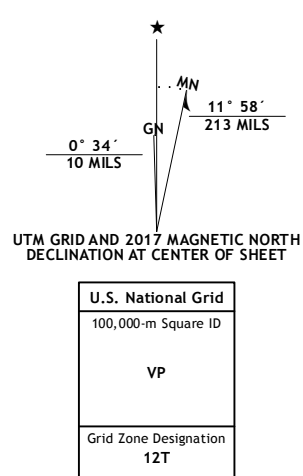 ★
MN
GN
11° 58´
213 MILS
0° 34´
10 MILS
UTM GRID AND 2017 MAGNETIC NORTH
DECLINATION AT CENTER OF SHEET
U.S. National Grid
100,000-m Square ID
VP
Grid Zone Designation
12T